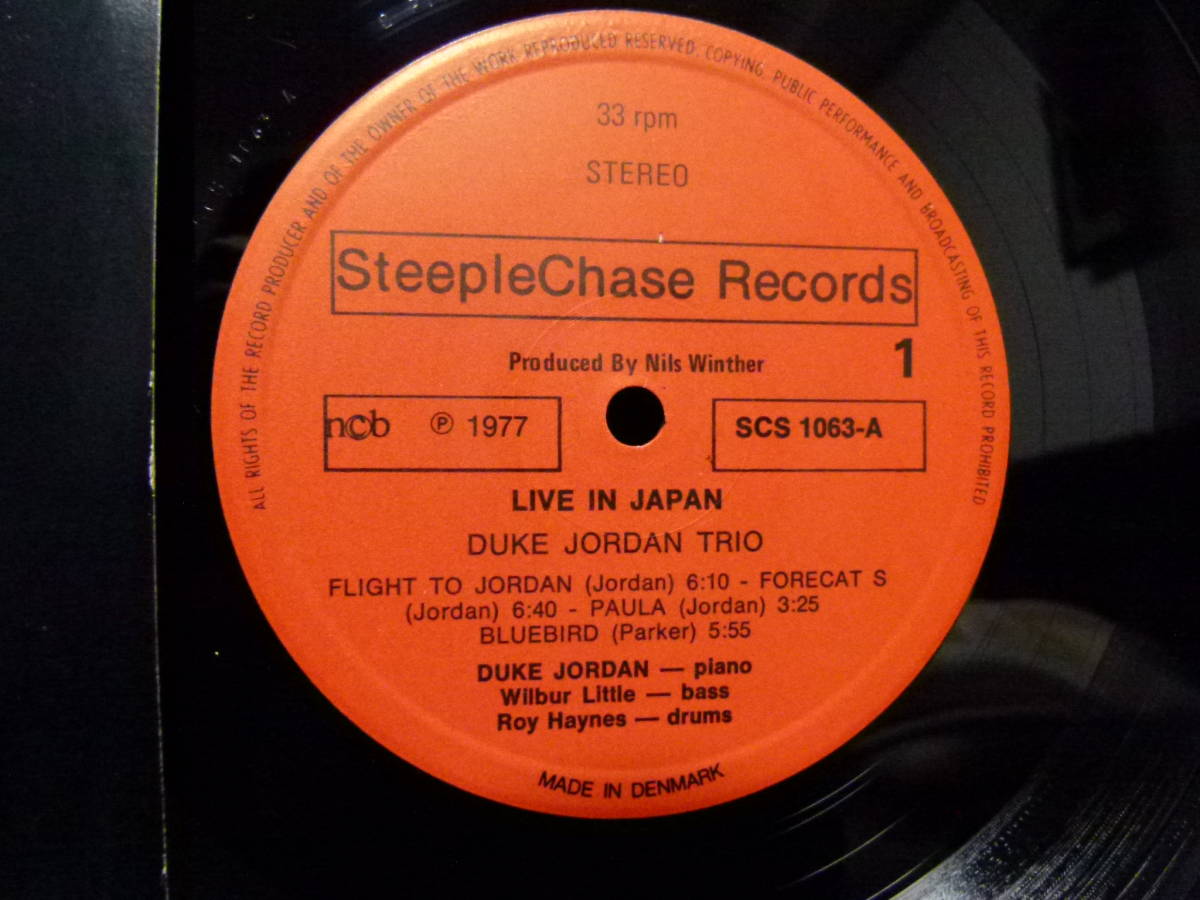 ALL RIGHTS OF THE RECORD PRODUCER AND OF THE OWNER OF THE WORK REPRODUCED RESERVED. COPYING, PUBLIC PERFORMANCE AND BROADCASTING OF THIS RECORD PROHIBITED
33 rpm
STEREO
SteepleChase Records
Produced By Nils Winther
1
ncb ℗ 1977
SCS 1063-A
LIVE IN JAPAN
DUKE JORDAN TRIO
FLIGHT TO JORDAN (Jordan) 6:10 - FORECAT S
(Jordan) 6:40 - PAULA (Jordan) 3:25
BLUEBIRD (Parker) 5:55
DUKE JORDAN — piano
Wilbur Little — bass
Roy Haynes — drums
MADE IN DENMARK